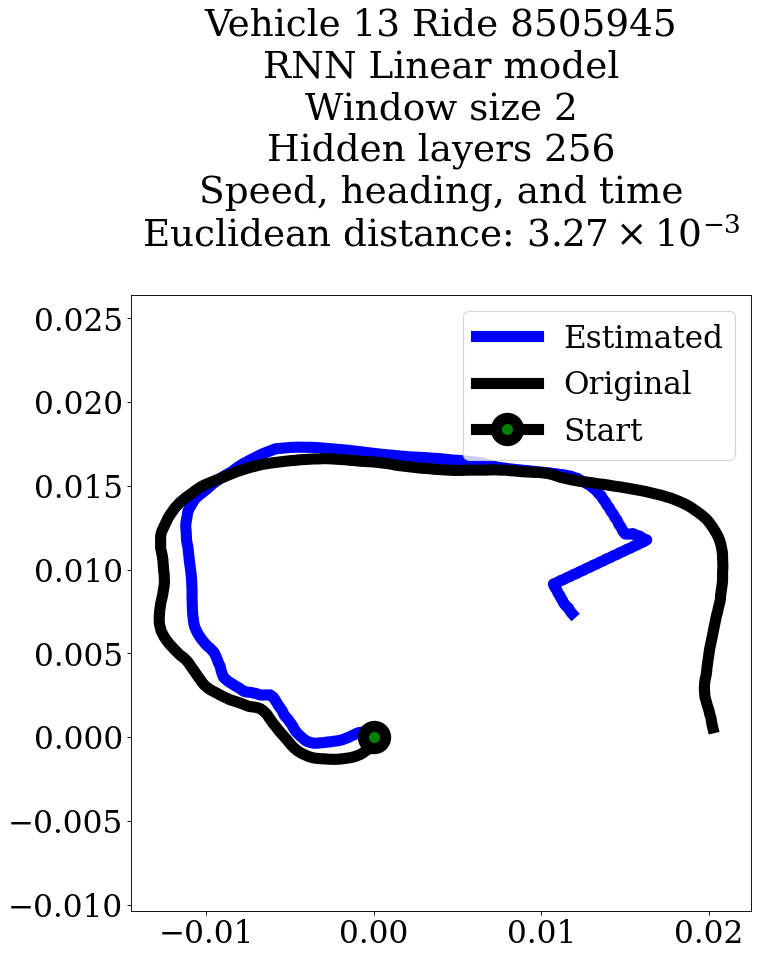 Vehicle 13 Ride 8505945
RNN Linear model
Window size 2
Hidden layers 256
Speed, heading, and time
Euclidean distance: 3.27 × 10⁻³
Estimated
Original
Start
0.025
0.020
0.015
0.010
0.005
0.000
−0.005
−0.010
−0.01 0.00 0.01 0.02